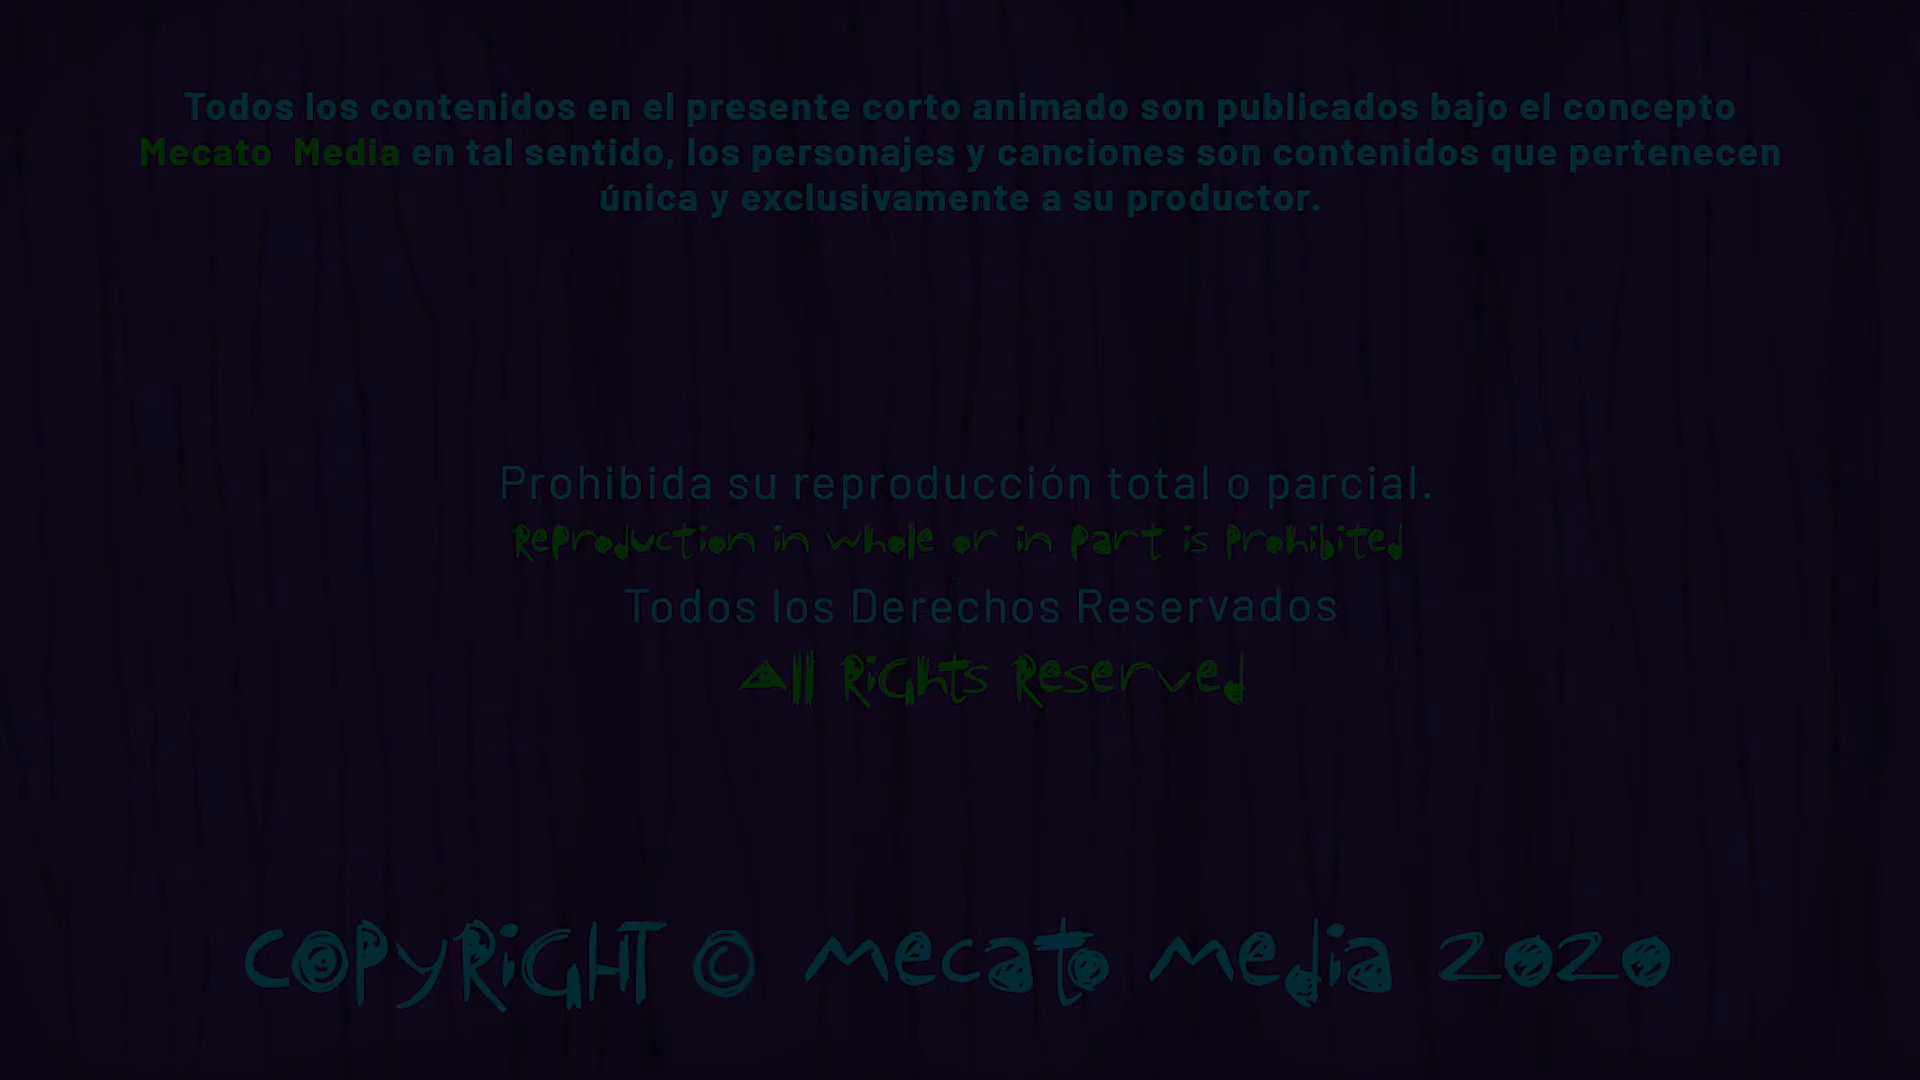 Todos los contenidos en el presente corto animado son publicados bajo el concepto
Mecato Media en tal sentido, los personajes y canciones son contenidos que pertenecen
única y exclusivamente a su productor.
Prohibida su reproducción total o parcial.
Reproduction in whole or in Part is Prohibited
Todos los Derechos Reservados
All Rights Reserved
COPYRIGHT © mecato media 2020